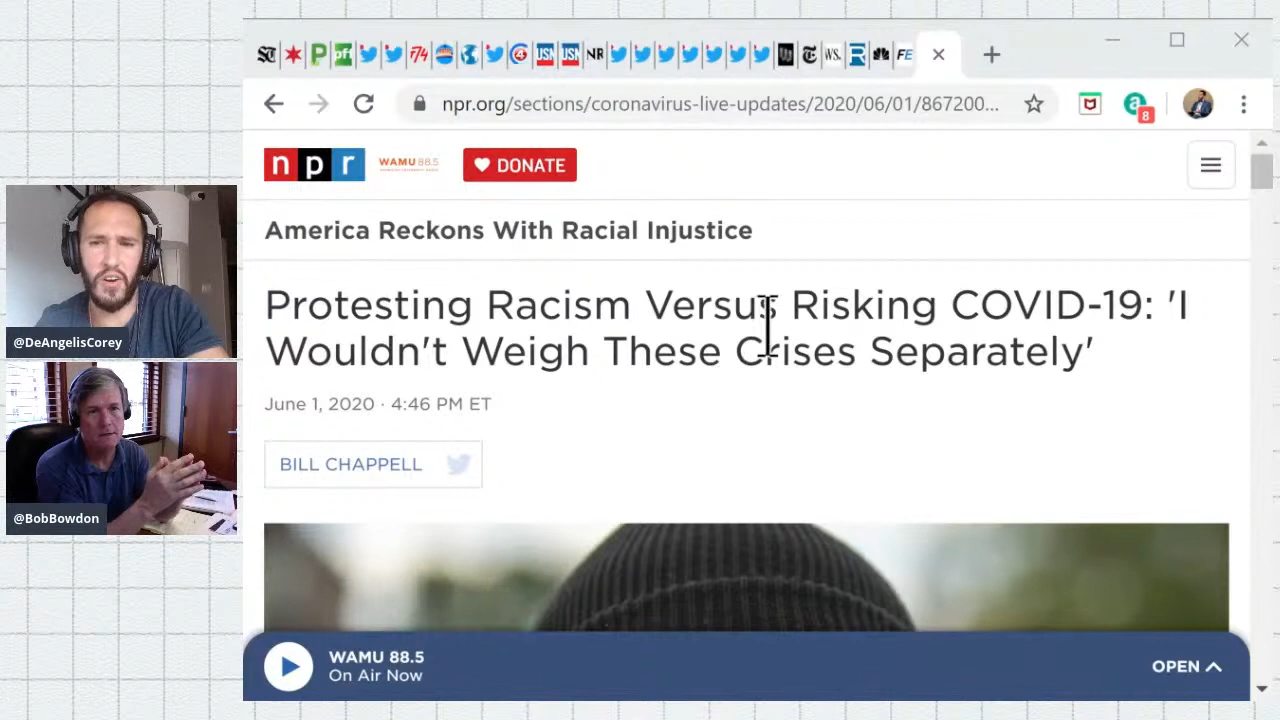 npr.org/sections/coronavirus-live-updates/2020/06/01/867200...
8
npr WAMU 88.5 DONATE
America Reckons With Racial Injustice
Protesting Racism Versus Risking COVID-19: 'I
Wouldn't Weigh These Crises Separately'
June 1, 2020 · 4:46 PM ET
BILL CHAPPELL
WAMU 88.5
On Air Now
OPEN
@DeAngelisCorey
@BobBowdon